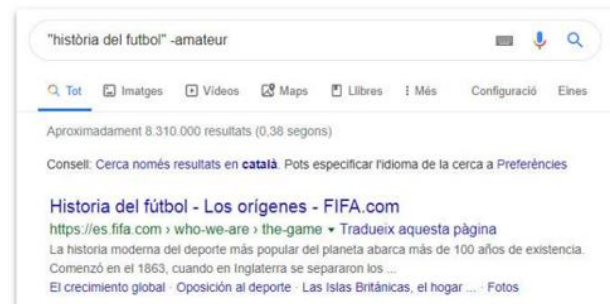 "història del futbol" -amateur
Tot Imatges Vídeos Maps Llibres Més Configuració Eines
Aproximadament 8.310.000 resultats (0,38 segons)
Consell: Cerca només resultats en català. Pots especificar l'idioma de la cerca a Preferències
Historia del fútbol - Los orígenes - FIFA.com
https://es.fifa.com › who-we-are › the-game ▾ Tradueix aquesta pàgina
La historia moderna del deporte más popular del planeta abarca más de 100 años de existencia.
Comenzó en el 1863, cuando en Inglaterra se separaron los ...
El crecimiento global · Oposición al deporte · Las Islas Británicas, el hogar ... · Fotos